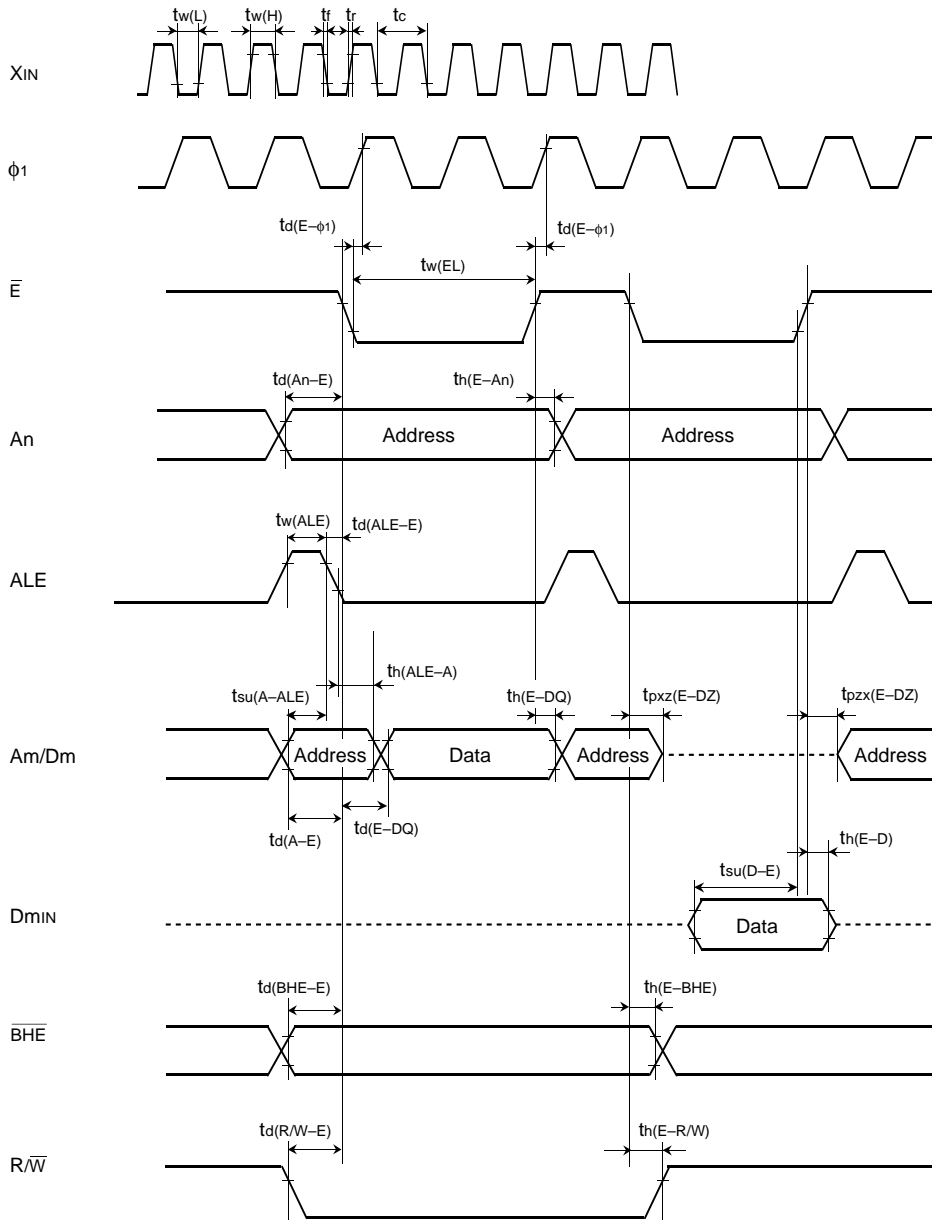 tw(L) tw(H) tf tr tc
XIN
ϕ1
td(E–ϕ1) td(E–ϕ1)
tw(EL)
E̅
td(An–E) th(E–An)
An Address Address
tw(ALE) td(ALE–E)
ALE
th(ALE–A)
tsu(A–ALE) th(E–DQ) tpxz(E–DZ) tpzx(E–DZ)
Am/Dm Address Data Address Address
td(A–E) td(E–DQ)
th(E–D)
tsu(D–E)
DmIN Data
td(BHE–E) th(E–BHE)
B̅H̅E̅
td(R/W–E) th(E–R/W)
R/W̅